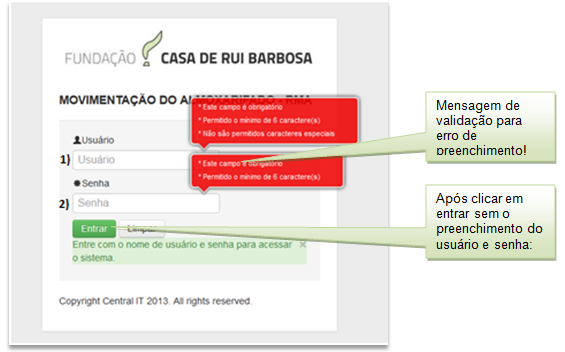 FUNDAÇÃO CASA DE RUI BARBOSA
MOVIMENTAÇÃO DO ALMOXARIFADO - RMA
* Este campo é obrigatório
* Permitido o mínimo de 6 caractere(s)
* Não são permitidos caracteres especiais
Usuário
1) Usuário
* Este campo é obrigatório
* Permitido o mínimo de 6 caractere(s)
Senha
2) Senha
Entrar Limpar
Entre com o nome de usuário e senha para acessar
o sistema. ×
Copyright Central IT 2013. All rights reserved.
Mensagem de
validação para
erro de
preenchimento!
Após clicar em
entrar sem o
preenchimento do
usuário e senha: